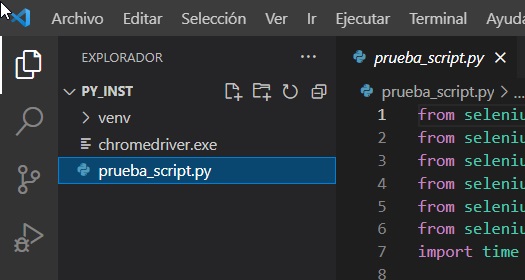 Archivo Editar Selección Ver Ir Ejecutar Terminal
EXPLORADOR
PY_INST
venv
chromedriver.exe
prueba_script.py
prueba_script.py
prueba_script.py > ...
1 from seleniu
2 from seleniu
3 from seleniu
4 from seleniu
5 from seleniu
6 from seleniu
7 import time
8